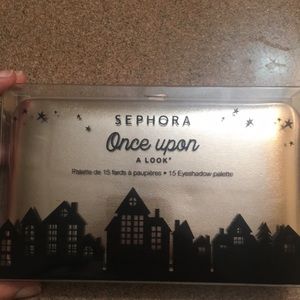 SEPHORA
Once upon
A LOOK*
Palette de 15 fards à paupières • 15 Eyeshadow palette